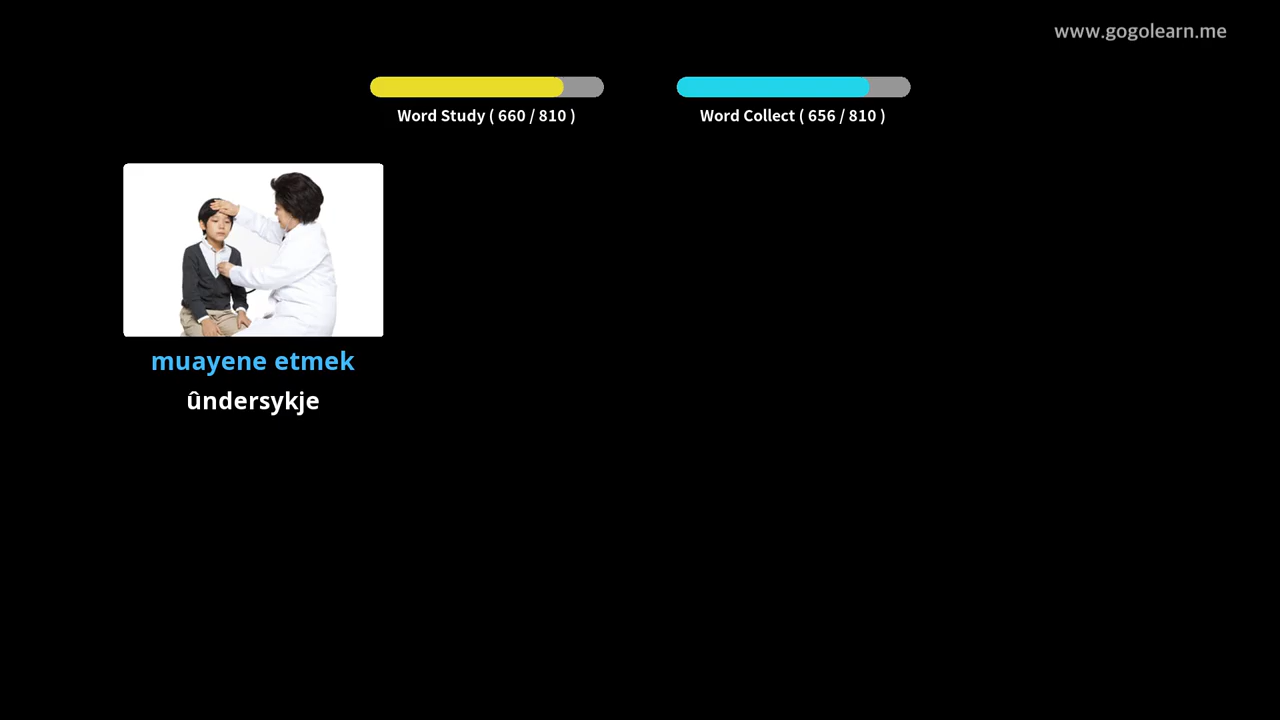 www.gogolearn.me
Word Study ( 660 / 810 )
Word Collect ( 656 / 810 )
muayene etmek
ûndersykje